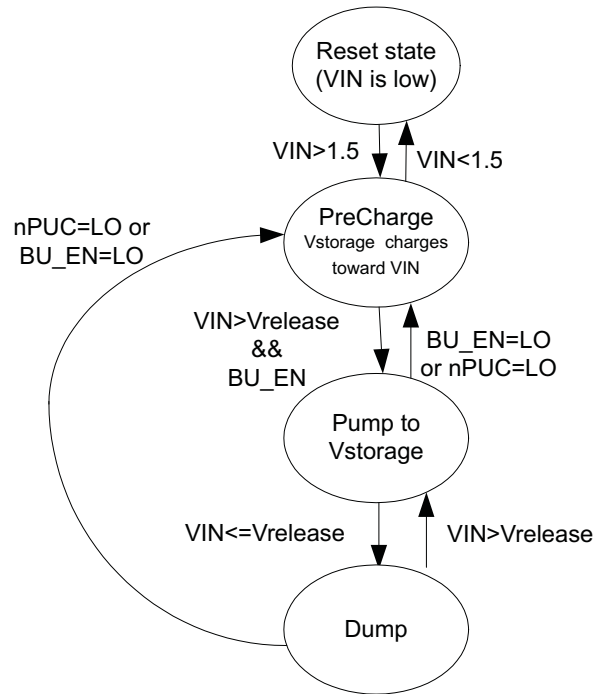 Reset state
(VIN is low)
VIN>1.5
VIN<1.5
PreCharge
Vstorage charges
toward VIN
nPUC=LO or
BU_EN=LO
VIN>Vrelease
&&
BU_EN
BU_EN=LO
or nPUC=LO
Pump to
Vstorage
VIN<=Vrelease
VIN>Vrelease
Dump